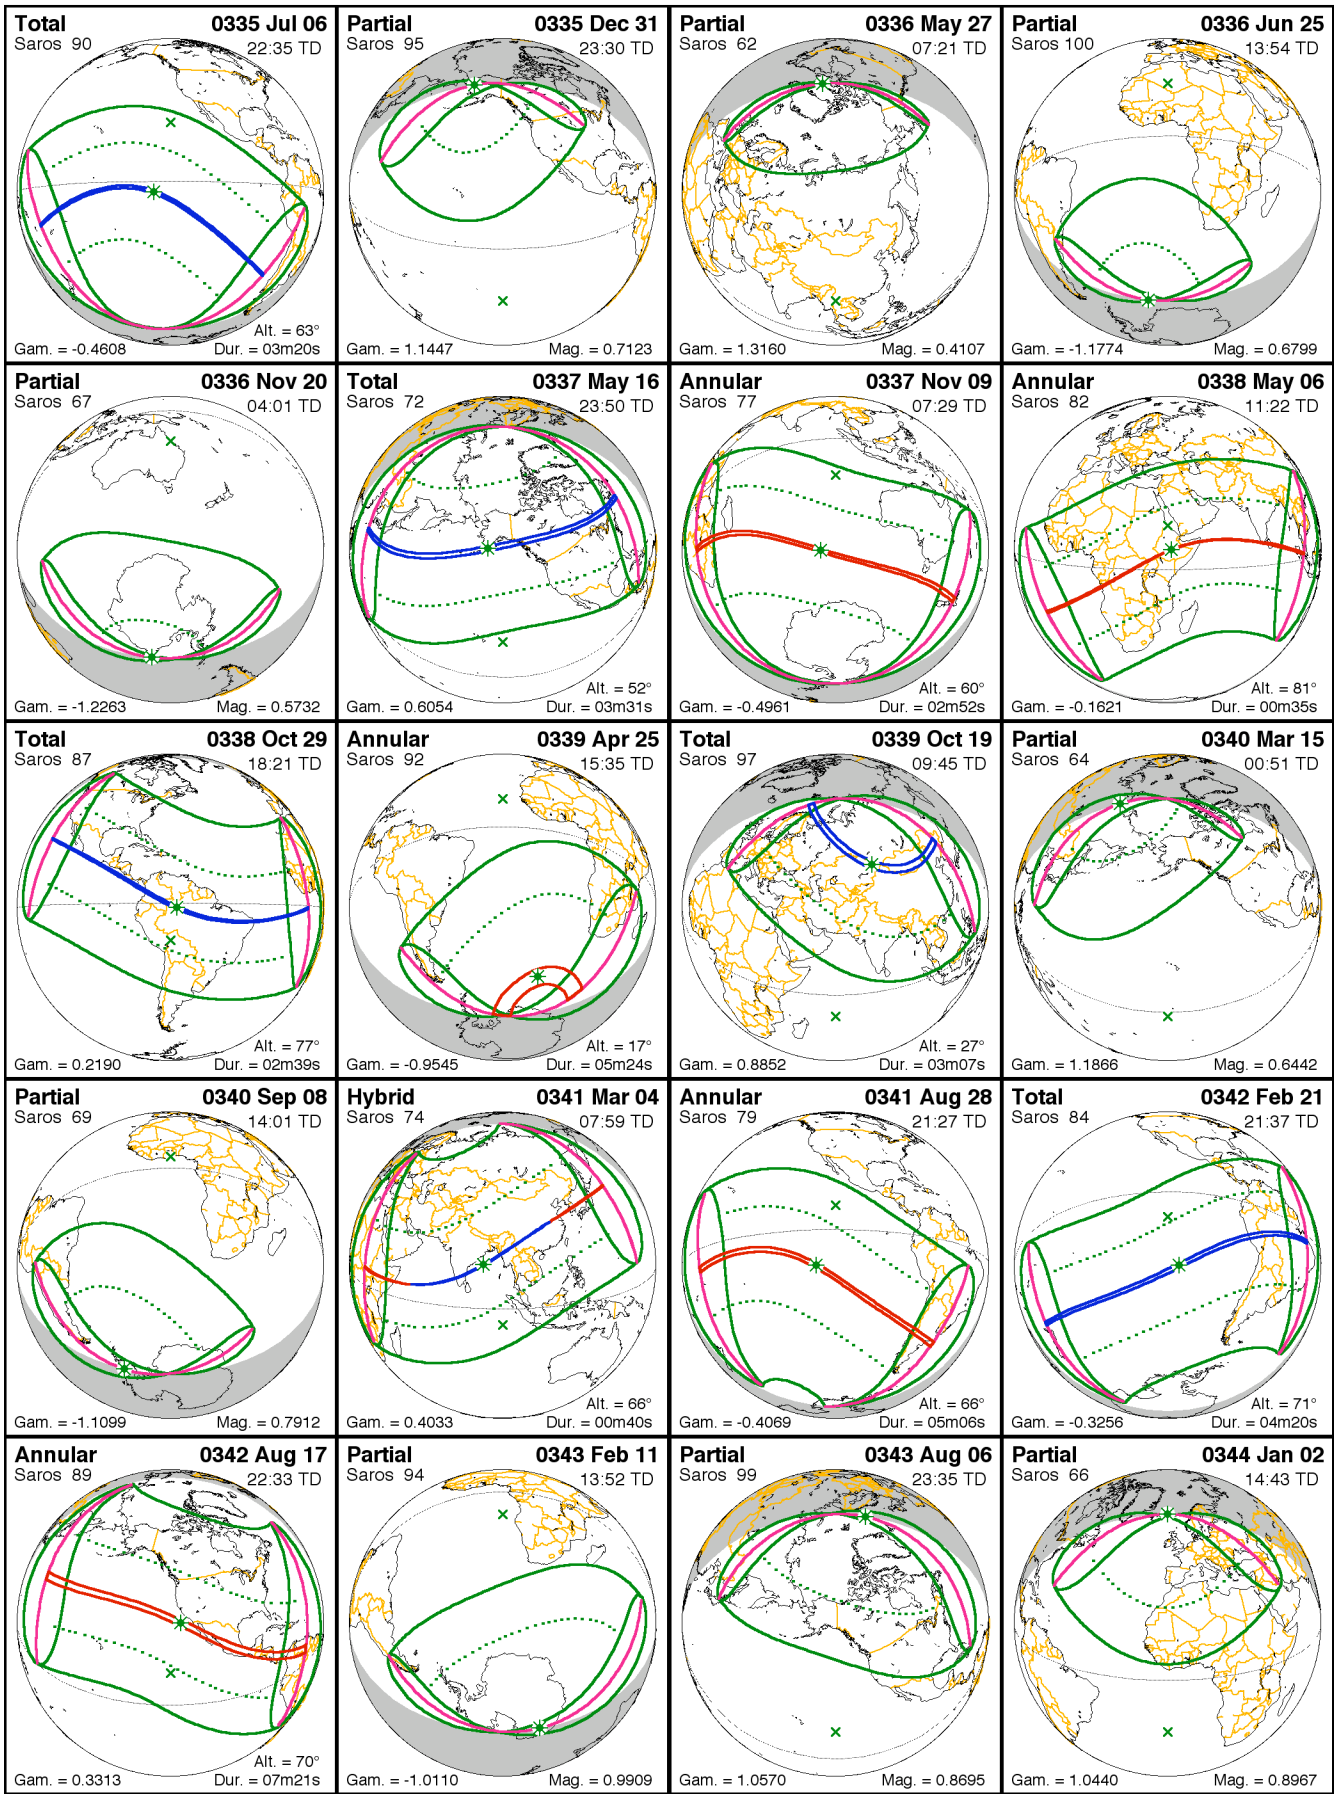 Total 0335 Jul 06
Saros 90 22:35 TD
Alt. = 63°
Gam. = -0.4608 Dur. = 03m20s
Partial 0335 Dec 31
Saros 95 23:30 TD
Gam. = 1.1447 Mag. = 0.7123
Partial 0336 May 27
Saros 62 07:21 TD
Gam. = 1.3160 Mag. = 0.4107
Partial 0336 Jun 25
Saros 100 13:54 TD
Gam. = -1.1774 Mag. = 0.6799
Partial 0336 Nov 20
Saros 67 04:01 TD
Gam. = -1.2263 Mag. = 0.5732
Total 0337 May 16
Saros 72 23:50 TD
Alt. = 52°
Gam. = 0.6054 Dur. = 03m31s
Annular 0337 Nov 09
Saros 77 07:29 TD
Alt. = 60°
Gam. = -0.4961 Dur. = 02m52s
Annular 0338 May 06
Saros 82 11:22 TD
Alt. = 81°
Gam. = -0.1621 Dur. = 00m35s
Total 0338 Oct 29
Saros 87 18:21 TD
Alt. = 77°
Gam. = 0.2190 Dur. = 02m39s
Annular 0339 Apr 25
Saros 92 15:35 TD
Alt. = 17°
Gam. = -0.9545 Dur. = 05m24s
Total 0339 Oct 19
Saros 97 09:45 TD
Alt. = 27°
Gam. = 0.8852 Dur. = 03m07s
Partial 0340 Mar 15
Saros 64 00:51 TD
Gam. = 1.1866 Mag. = 0.6442
Partial 0340 Sep 08
Saros 69 14:01 TD
Gam. = -1.1099 Mag. = 0.7912
Hybrid 0341 Mar 04
Saros 74 07:59 TD
Alt. = 66°
Gam. = 0.4033 Dur. = 00m40s
Annular 0341 Aug 28
Saros 79 21:27 TD
Alt. = 66°
Gam. = -0.4069 Dur. = 05m06s
Total 0342 Feb 21
Saros 84 21:37 TD
Alt. = 71°
Gam. = -0.3256 Dur. = 04m20s
Annular 0342 Aug 17
Saros 89 22:33 TD
Alt. = 70°
Gam. = 0.3313 Dur. = 07m21s
Partial 0343 Feb 11
Saros 94 13:52 TD
Gam. = -1.0110 Mag. = 0.9909
Partial 0343 Aug 06
Saros 99 23:35 TD
Gam. = 1.0570 Mag. = 0.8695
Partial 0344 Jan 02
Saros 66 14:43 TD
Gam. = 1.0440 Mag. = 0.8967